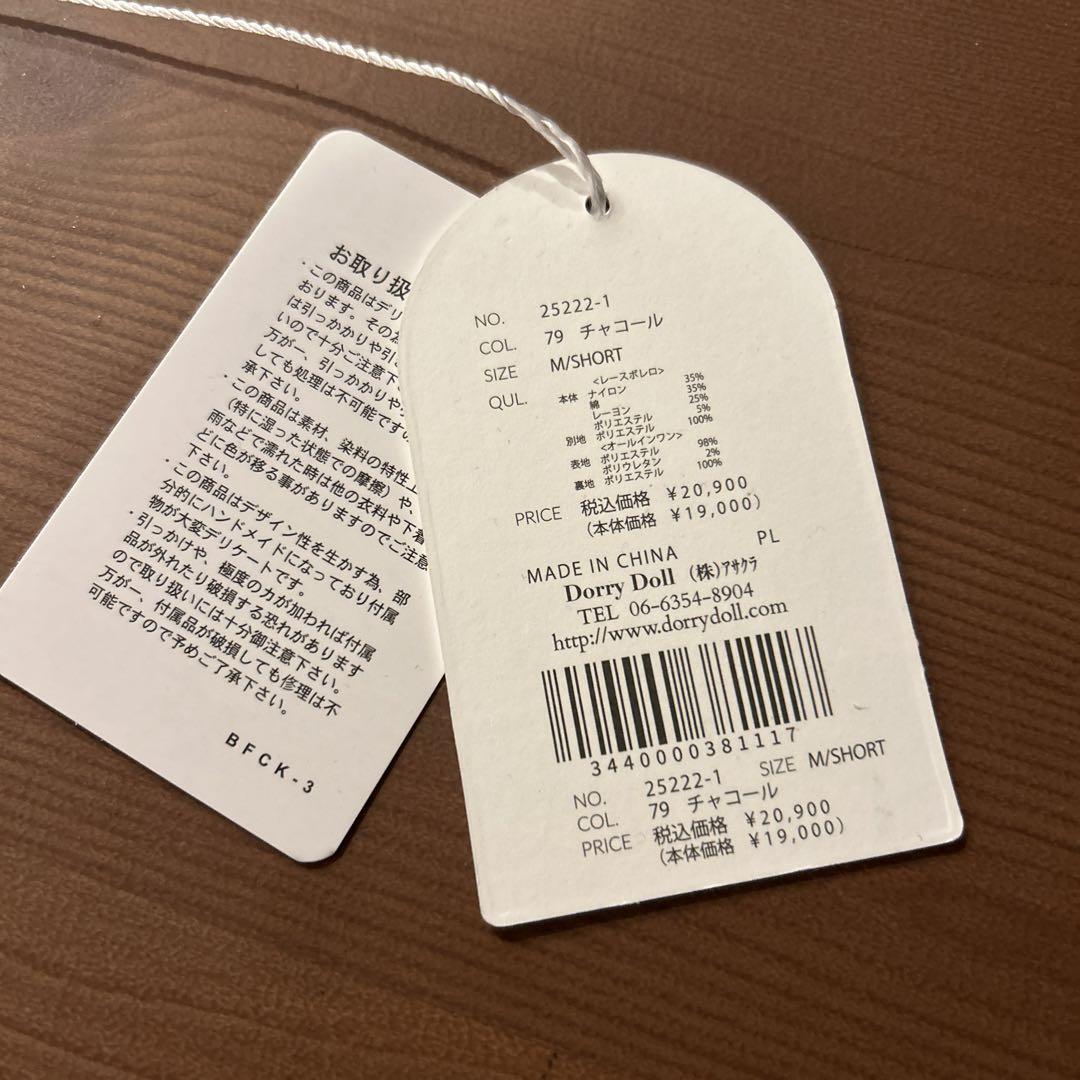 お取り扱
・この商品はデリ
おります。その為
は引っかかりや引
いので十分ご注意下
万が一、引っかかりや
しても処理は不可能ですの
承下さい。
・この商品は素材、染料の特性上
(特に湿った状態での摩擦)や
雨などで濡れた時は他の衣料や下着
どに色が移る事がありますのでご注意
下さい。
・この商品はデザイン性を生かす為、部
分的にハンドメイドになっており付属
物が大変デリケートです。
・引っかけや、極度の力が加われば付属
品が外れたり破損する恐れがあります
ので取り扱いには十分御注意下さい。
万が一、付属品が破損しても修理は不
可能ですので予めご了承下さい。
BFCK-3
NO. 25222-1
COL. 79 チャコール
SIZE M/SHORT
QUL. <レースボレロ>
本体 ナイロン 35%
綿 35%
レーヨン 25%
ポリエステル 5%
別地 ポリエステル 100%
<オールインワン>
表地 ポリエステル 98%
ポリウレタン 2%
裏地 ポリエステル 100%
PRICE 税込価格 ¥20,900
(本体価格 ¥19,000)
PL
MADE IN CHINA
Dorry Doll (株)アサクラ
TEL 06-6354-8904
http://www.dorrydoll.com
3440000381117
NO. 25222-1 SIZE M/SHORT
COL. 79 チャコール
PRICE 税込価格 ¥20,900
(本体価格 ¥19,000)